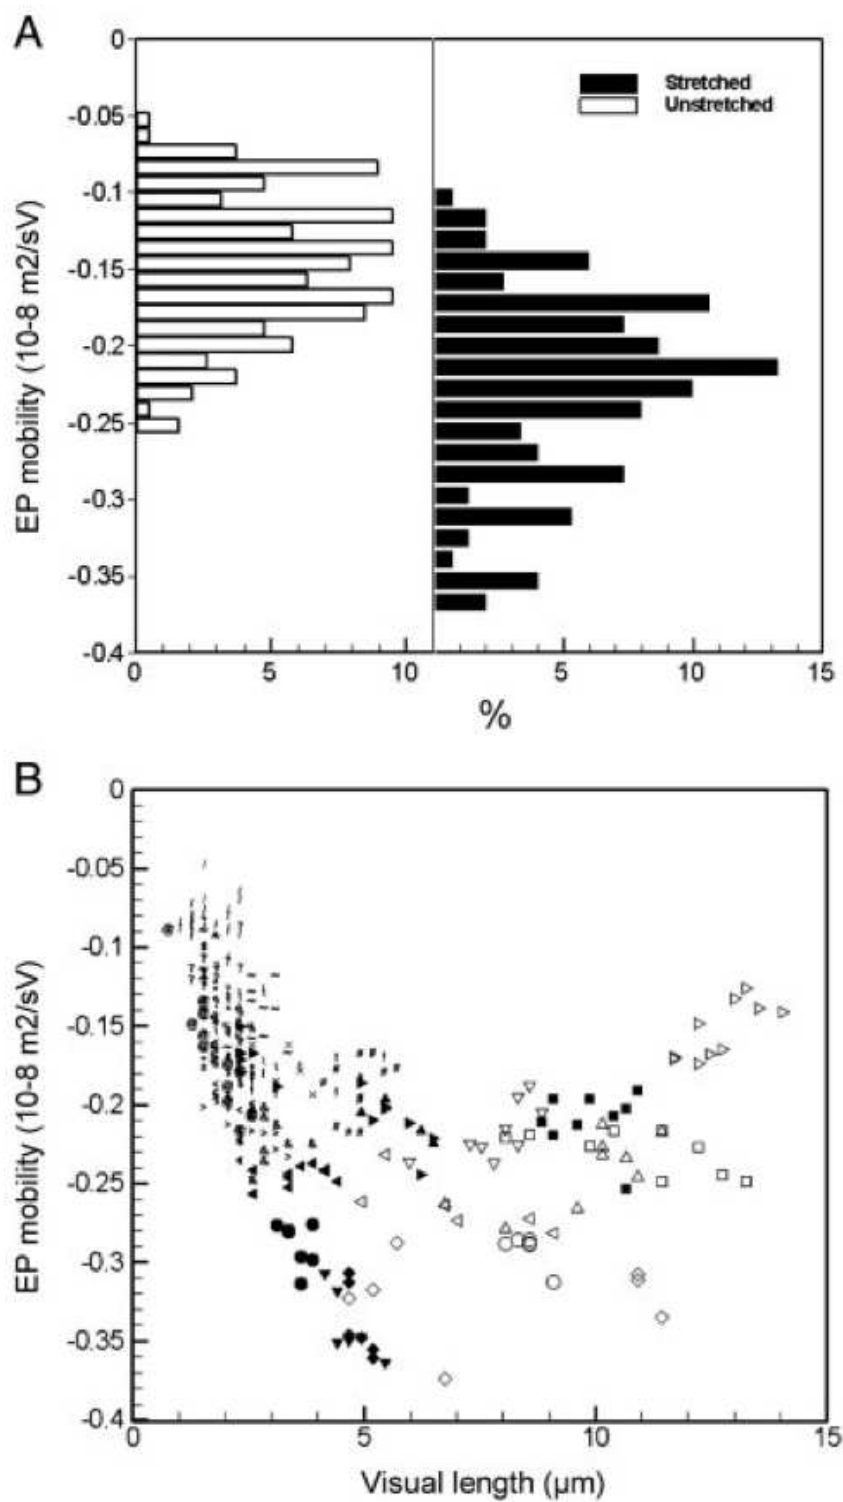 A
0
-0.05
-0.1
-0.15
-0.2
-0.25
-0.3
-0.35
-0.4
EP mobility (10-8 m2/sV)
Stretched
Unstretched
0 5 10 5 10 15
%
B
0
-0.05
-0.1
-0.15
-0.2
-0.25
-0.3
-0.35
-0.4
EP mobility (10-8 m2/sV)
0 5 10 15
Visual length (μm)